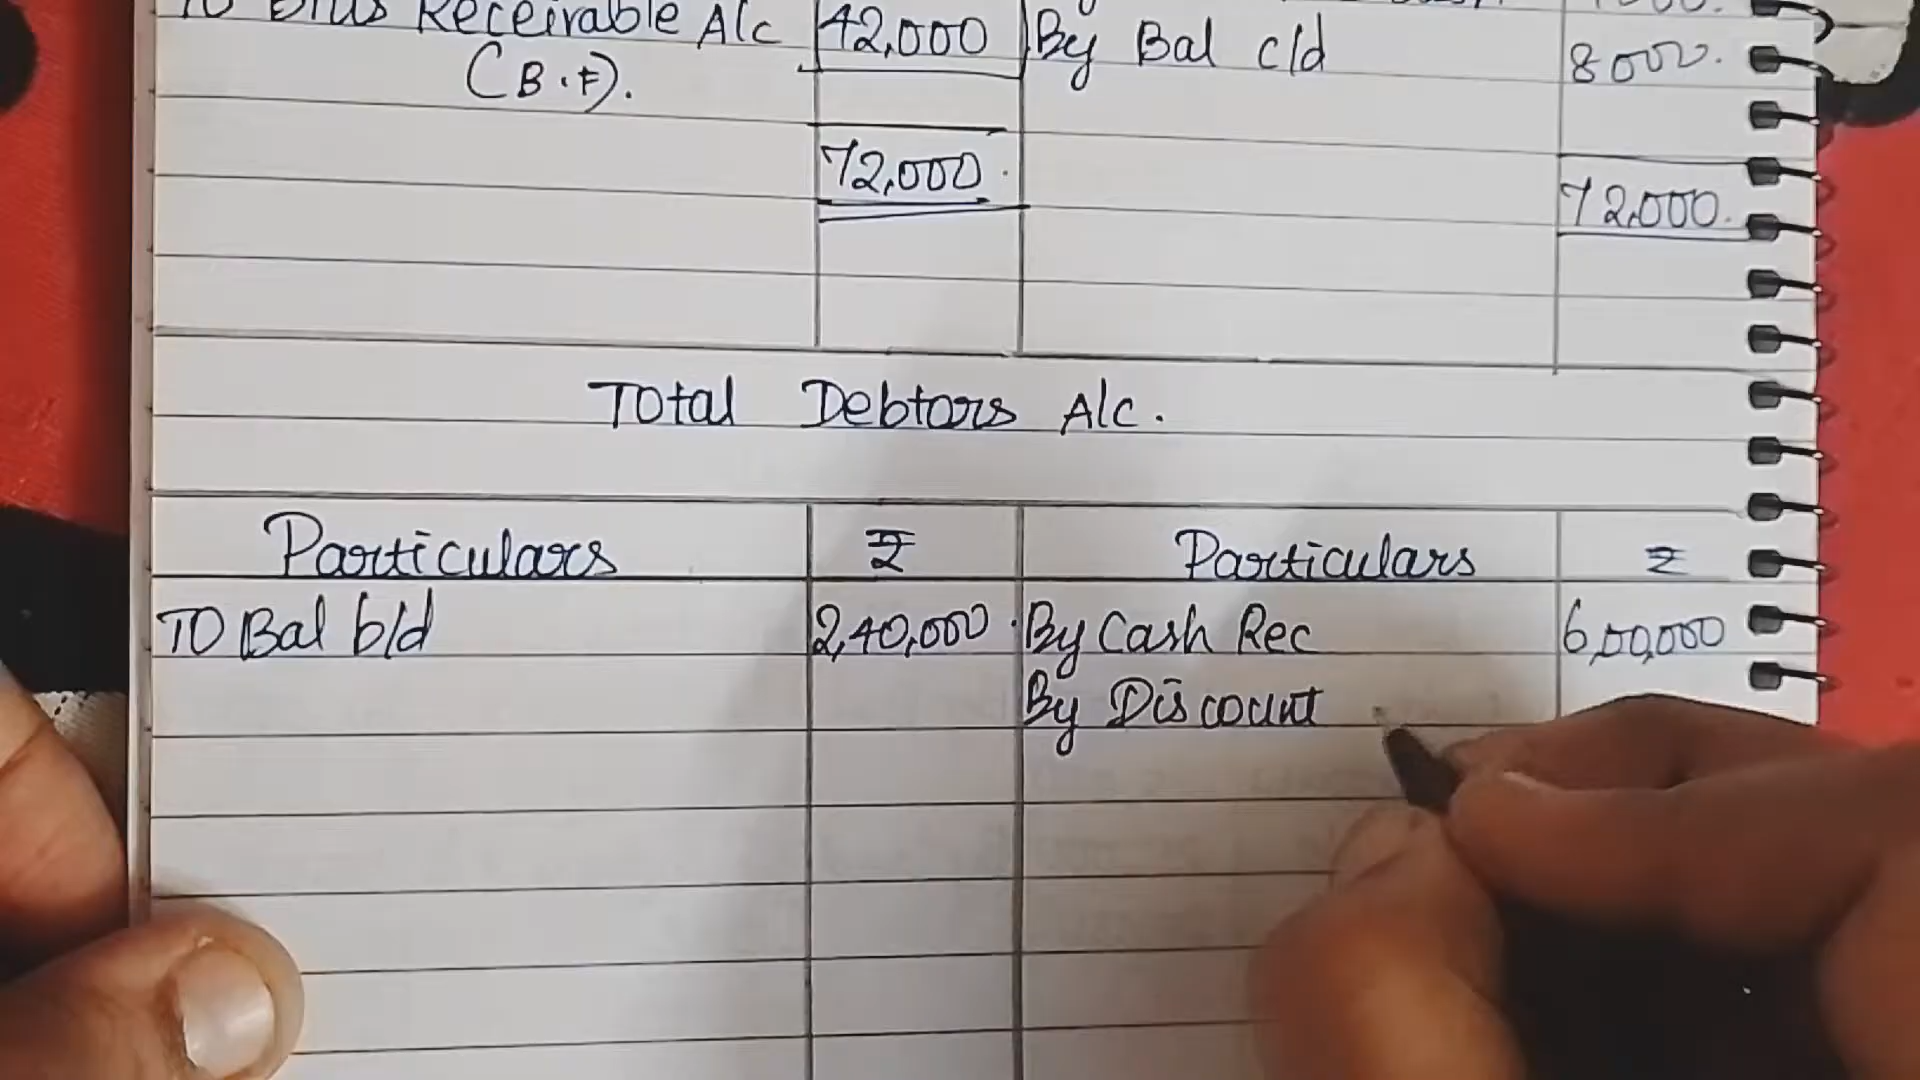 Receivable A/c 42,000 By Bal c/d 8000.
(B.F).
72,000. 72,000.
Total Debtors A/c.
Particulars ₹ Particulars ₹
TO Bal b/d 2,40,000. By Cash Rec 6,00,000
By Discount